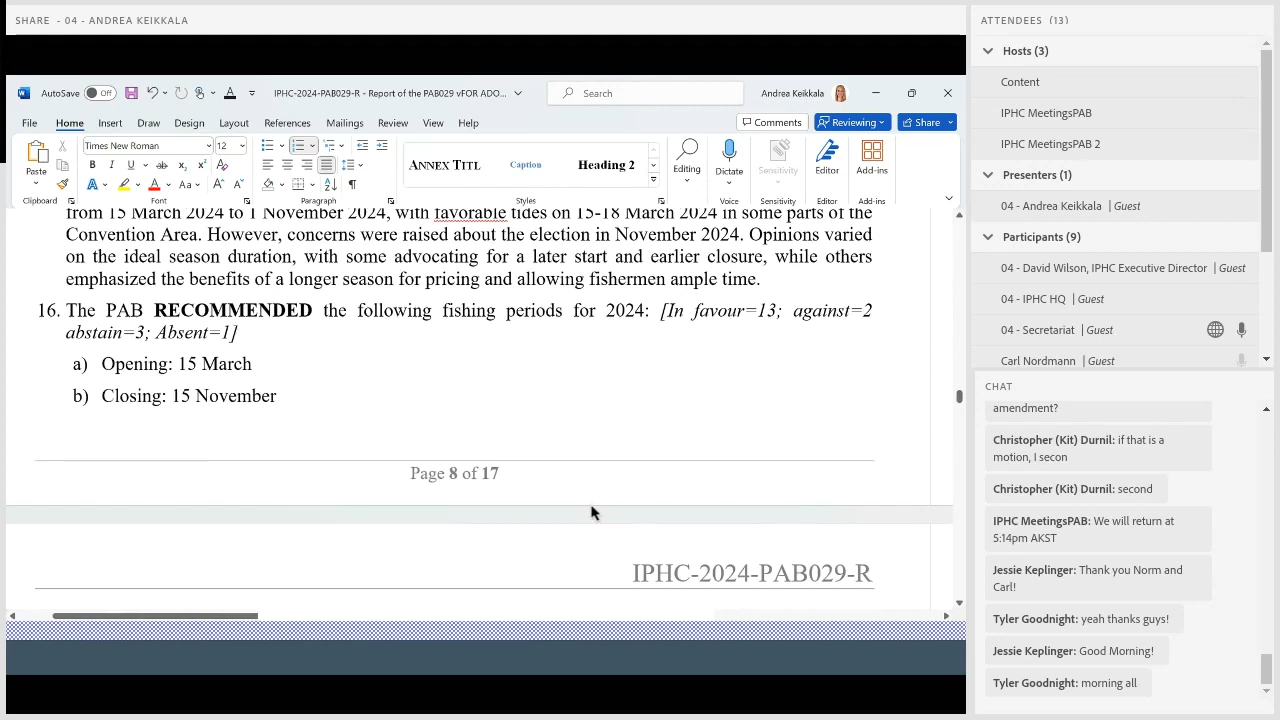 SHARE - 04 - ANDREA KEIKKALA
AutoSave Off
IPHC-2024-PAB029-R - Report of the PAB029 vFOR ADO...
Search
Andrea Keikkala
File Home Insert Draw Design Layout References Mailings Review View Help
Comments Reviewing Share
Paste
Times New Roman 12
B I U
Aa
ANNEX TITL Caption Heading 2
Editing Dictate Sensitivity Editor Add-ins
Clipboard Font Paragraph Styles Voice Sensitivity Editor Add-ins
from 15 March 2024 to 1 November 2024, with favorable tides on 15-18 March 2024 in some parts of the
Convention Area. However, concerns were raised about the election in November 2024. Opinions varied
on the ideal season duration, with some advocating for a later start and earlier closure, while others
emphasized the benefits of a longer season for pricing and allowing fishermen ample time.
16. The PAB RECOMMENDED the following fishing periods for 2024: [In favour=13; against=2
abstain=3; Absent=1]
a) Opening: 15 March
b) Closing: 15 November
Page 8 of 17
IPHC-2024-PAB029-R
ATTENDEES (13)
Hosts (3)
Content
IPHC MeetingsPAB
IPHC MeetingsPAB 2
Presenters (1)
04 - Andrea Keikkala | Guest
Participants (9)
04 - David Wilson, IPHC Executive Director | Guest
04 - IPHC HQ | Guest
04 - Secretariat | Guest
Carl Nordmann | Guest
CHAT
amendment?
Christopher (Kit) Durnil: if that is a
motion, I secon
Christopher (Kit) Durnil: second
IPHC MeetingsPAB: We will return at
5:14pm AKST
Jessie Keplinger: Thank you Norm and
Carl!
Tyler Goodnight: yeah thanks guys!
Jessie Keplinger: Good Morning!
Tyler Goodnight: morning all